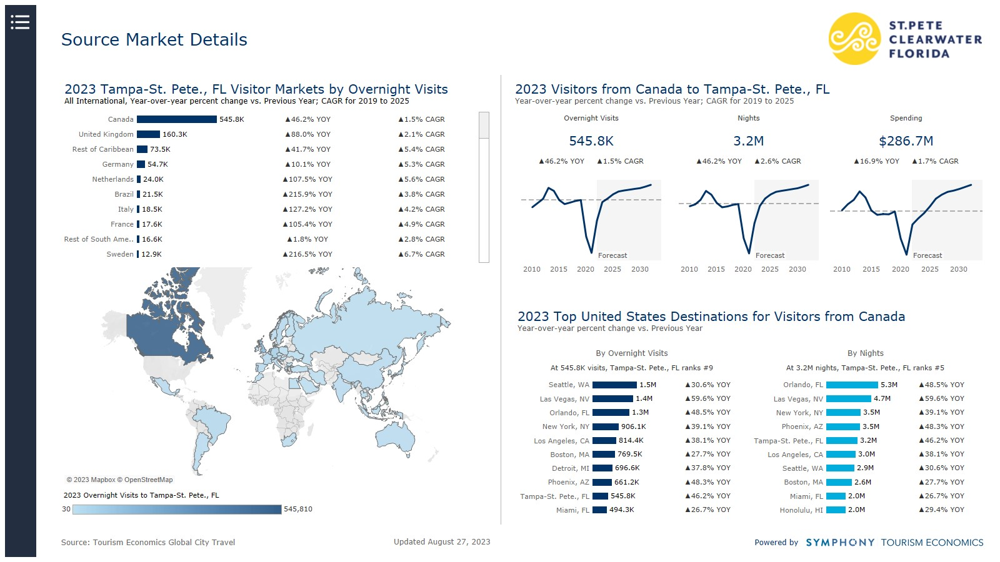 Source Market Details
ST.PETE
CLEARWATER
FLORIDA
2023 Tampa-St. Pete., FL Visitor Markets by Overnight Visits
All International, Year-over-year percent change vs. Previous Year; CAGR for 2019 to 2025
Canada 545.8K ▲46.2% YOY ▲1.5% CAGR
United Kingdom 160.3K ▲88.0% YOY ▲2.1% CAGR
Rest of Caribbean 73.5K ▲41.7% YOY ▲5.4% CAGR
Germany 54.7K ▲10.1% YOY ▲5.3% CAGR
Netherlands 24.0K ▲107.5% YOY ▲5.6% CAGR
Brazil 21.5K ▲215.9% YOY ▲3.8% CAGR
Italy 18.5K ▲127.2% YOY ▲4.2% CAGR
France 17.6K ▲105.4% YOY ▲4.9% CAGR
Rest of South Ame.. 16.6K ▲1.8% YOY ▲2.8% CAGR
Sweden 12.9K ▲216.5% YOY ▲6.7% CAGR
© 2023 Mapbox © OpenStreetMap
2023 Overnight Visits to Tampa-St. Pete., FL
30 545,810
2023 Visitors from Canada to Tampa-St. Pete., FL
Year-over-year percent change vs. Previous Year; CAGR for 2019 to 2025
Overnight Visits Nights Spending
545.8K 3.2M $286.7M
▲46.2% YOY ▲1.5% CAGR ▲46.2% YOY ▲2.6% CAGR ▲16.9% YOY ▲1.7% CAGR
Forecast Forecast Forecast
2010 2015 2020 2025 2030 2010 2015 2020 2025 2030 2010 2015 2020 2025 2030
2023 Top United States Destinations for Visitors from Canada
Year-over-year percent change vs. Previous Year
By Overnight Visits
At 545.8K visits, Tampa-St. Pete., FL ranks #9
Seattle, WA 1.5M ▲30.6% YOY
Las Vegas, NV 1.4M ▲59.6% YOY
Orlando, FL 1.3M ▲48.5% YOY
New York, NY 906.1K ▲39.1% YOY
Los Angeles, CA 814.4K ▲38.1% YOY
Boston, MA 769.5K ▲27.7% YOY
Detroit, MI 696.6K ▲37.8% YOY
Phoenix, AZ 661.2K ▲48.3% YOY
Tampa-St. Pete., FL 545.8K ▲46.2% YOY
Miami, FL 494.3K ▲26.7% YOY
By Nights
At 3.2M nights, Tampa-St. Pete., FL ranks #5
Orlando, FL 5.3M ▲48.5% YOY
Las Vegas, NV 4.7M ▲59.6% YOY
New York, NY 3.5M ▲39.1% YOY
Phoenix, AZ 3.5M ▲48.3% YOY
Tampa-St. Pete., FL 3.2M ▲46.2% YOY
Los Angeles, CA 3.0M ▲38.1% YOY
Seattle, WA 2.9M ▲30.6% YOY
Boston, MA 2.6M ▲27.7% YOY
Miami, FL 2.0M ▲26.7% YOY
Honolulu, HI 2.0M ▲29.4% YOY
Source: Tourism Economics Global City Travel
Updated August 27, 2023
Powered by SYMPHONY TOURISM ECONOMICS